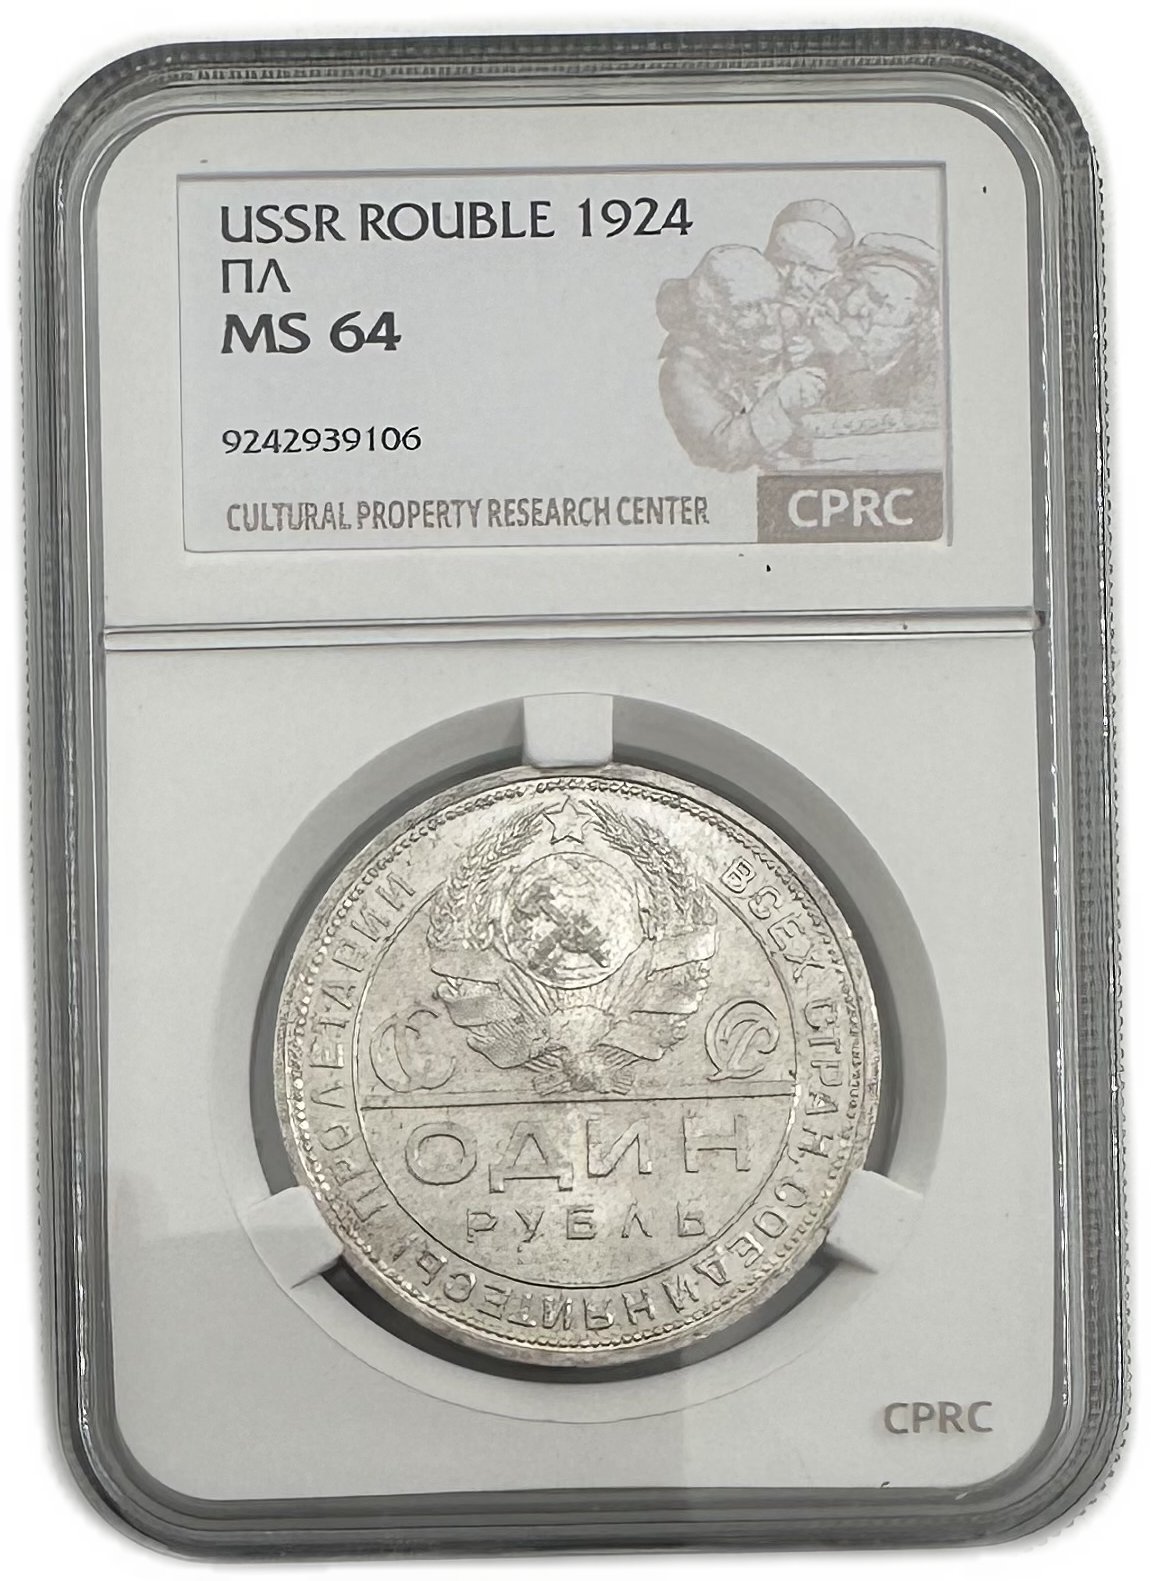 USSR ROUBLE 1924
ПЛ
MS 64
9242939106
CULTURAL PROPERTY RESEARCH CENTER
CPRC
ПРОЛЕТАРИИ ВСЕХ СТРАН, СОЕДИНЯЙТЕСЬ!
С С
С Р
ОДИН
РУБЛЬ
CPRC